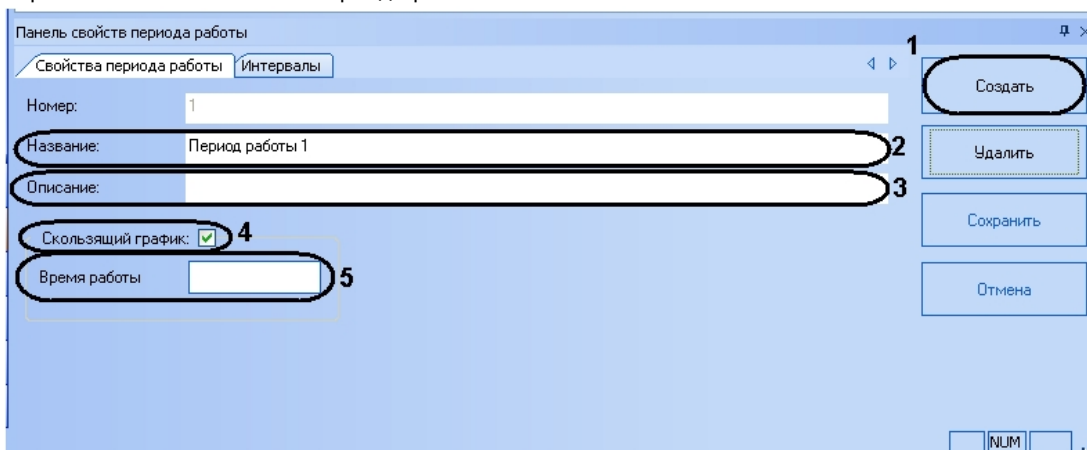 Панель свойств периода работы
Свойства периода работы Интервалы
1
Создать
Номер: 1
Название: Период работы 1 2
Удалить
Описание: 3
Скользящий график: 4
Сохранить
Время работы 5
Отмена
NUM